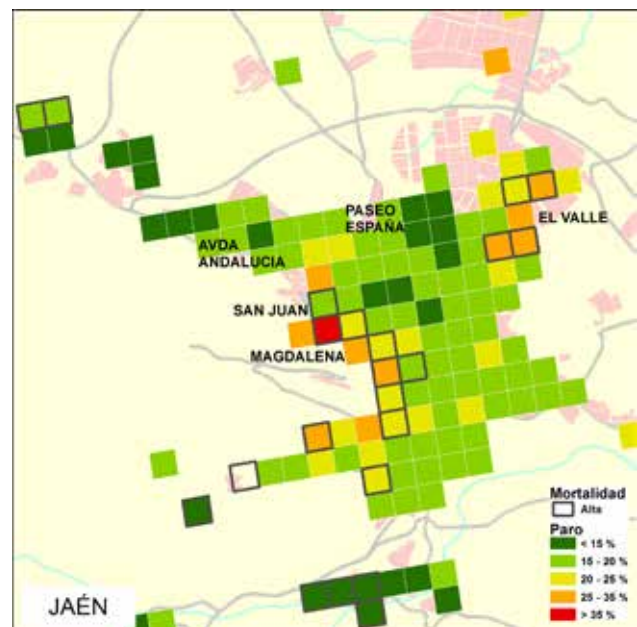 PASEO
ESPAÑA
EL VALLE
AVDA
ANDALUCIA
SAN JUAN
MAGDALENA
Mortalidad
Alta
Paro
< 15 %
15 - 20 %
20 - 25 %
25 - 35 %
> 35 %
JAÉN